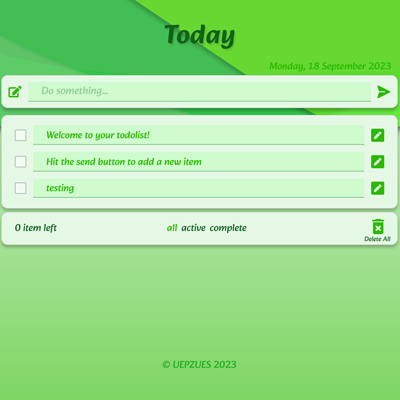 Today
Monday, 18 September 2023
Do something...
Welcome to your todolist!
Hit the send button to add a new item
testing
0 item left
all active complete
Delete All
© UEPZUES 2023